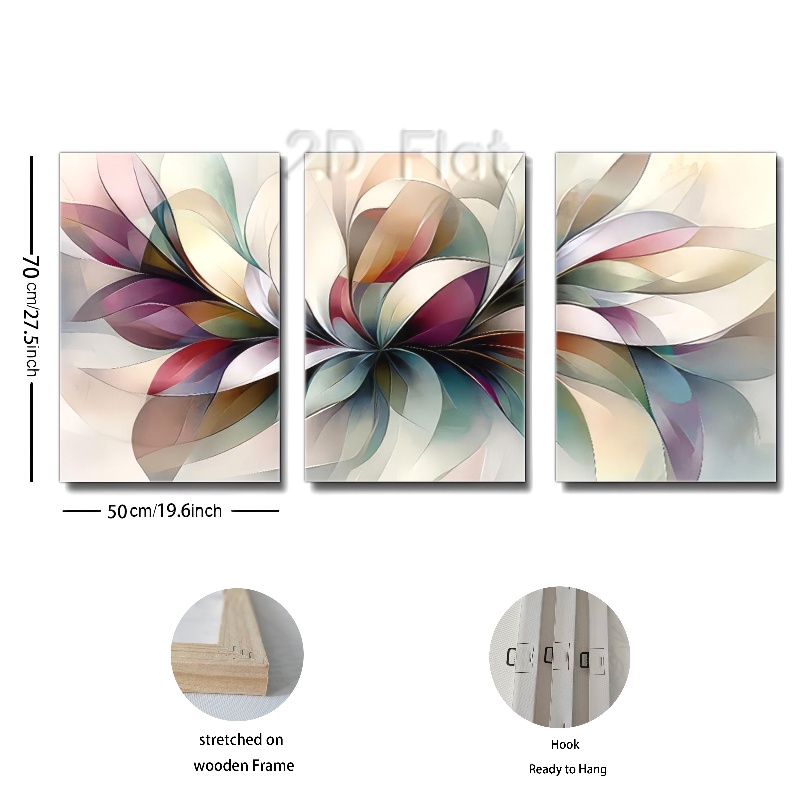 2D Flat
70 cm/27.5inch
50 cm/19.6inch
stretched on
wooden Frame
Hook
Ready to Hang